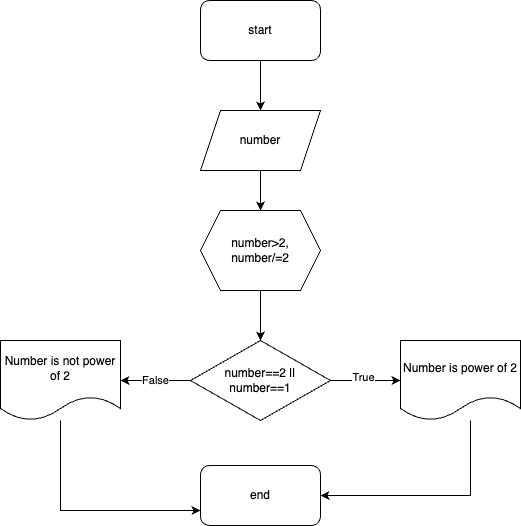 start
number
number>2,
number/=2
Number is not power
of 2
False
number==2 ||
number==1
True
Number is power of 2
end